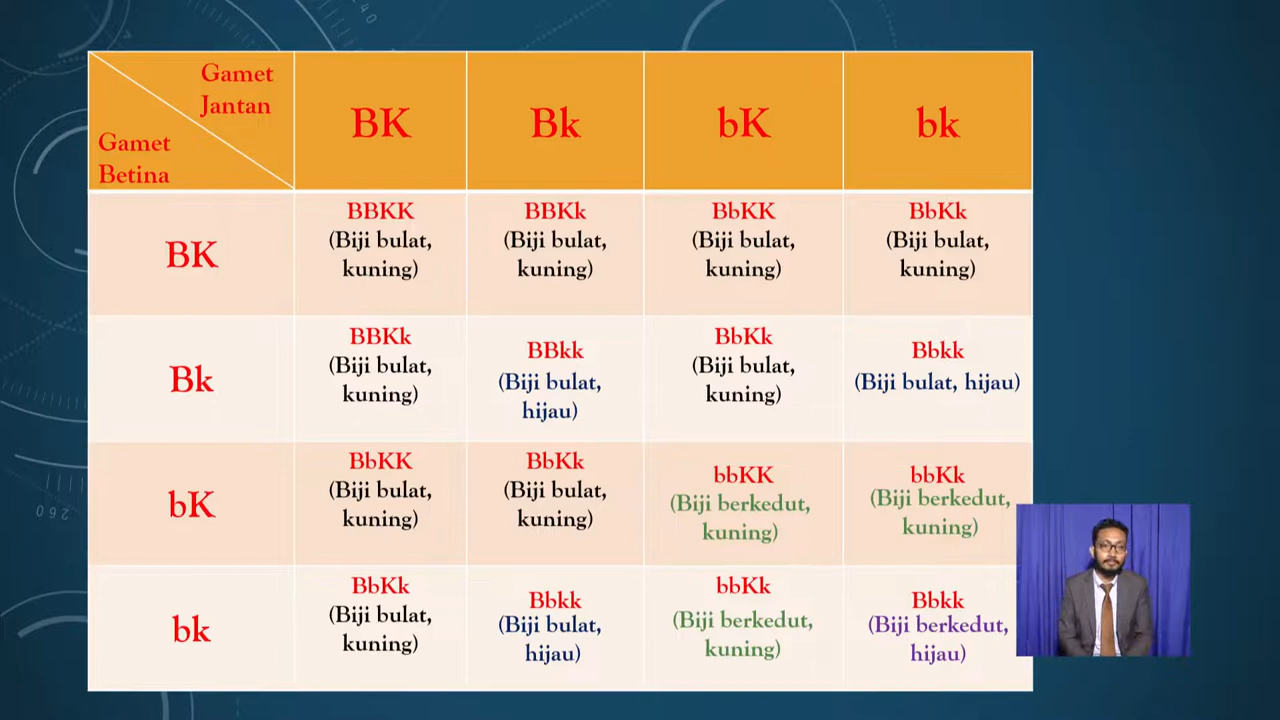 Gamet
Jantan
Gamet
Betina
BK
Bk
bK
bk
BK
BBKK
(Biji bulat,
kuning)
BBKk
(Biji bulat,
kuning)
BbKK
(Biji bulat,
kuning)
BbKk
(Biji bulat,
kuning)
Bk
BBKk
(Biji bulat,
kuning)
BBkk
(Biji bulat,
hijau)
BbKk
(Biji bulat,
kuning)
Bbkk
(Biji bulat, hijau)
bK
BbKK
(Biji bulat,
kuning)
BbKk
(Biji bulat,
kuning)
bbKK
(Biji berkedut,
kuning)
bbKk
(Biji berkedut,
kuning)
bk
BbKk
(Biji bulat,
kuning)
Bbkk
(Biji bulat,
hijau)
bbKk
(Biji berkedut,
kuning)
Bbkk
(Biji berkedut,
hijau)
240
260